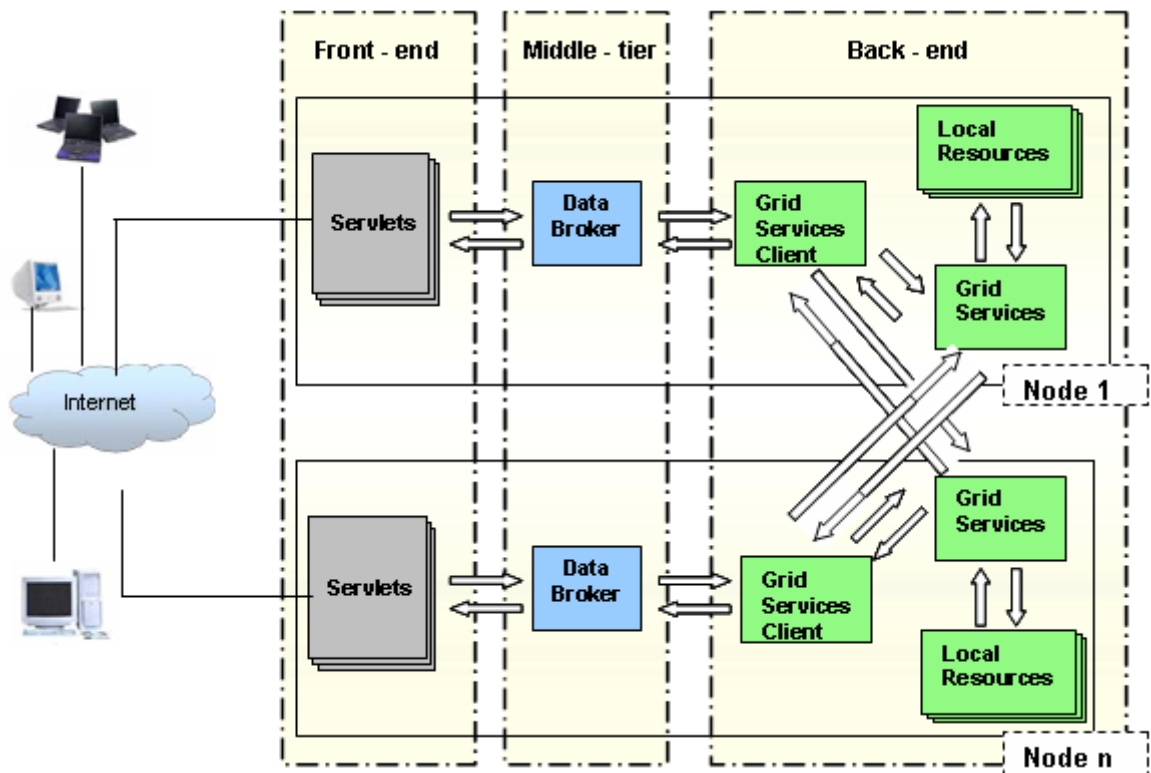 Front - end
Middle - tier
Back - end
Local
Resources
Servlets
Data
Broker
Grid
Services
Client
Grid
Services
Node 1
Internet
Servlets
Data
Broker
Grid
Services
Client
Grid
Services
Local
Resources
Node n